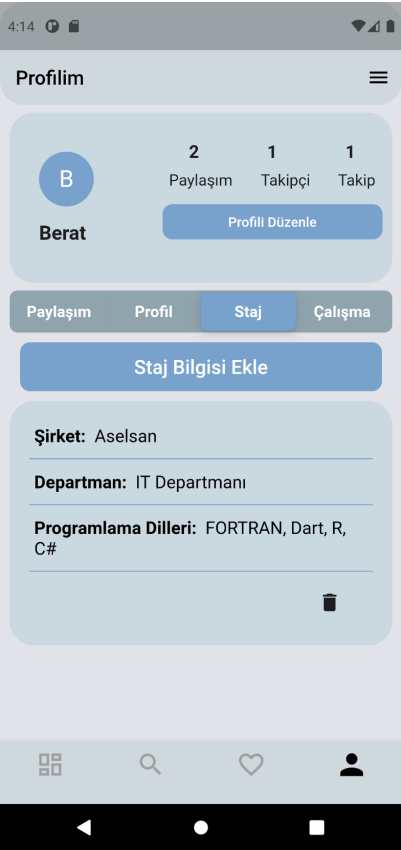 4:14
Profilim
2 1 1
Paylaşım Takipçi Takip
B
Berat
Profili Düzenle
Paylaşım Profil Staj Çalışma
Staj Bilgisi Ekle
Şirket: Aselsan
Departman: IT Departmanı
Programlama Dilleri: FORTRAN, Dart, R,
C#